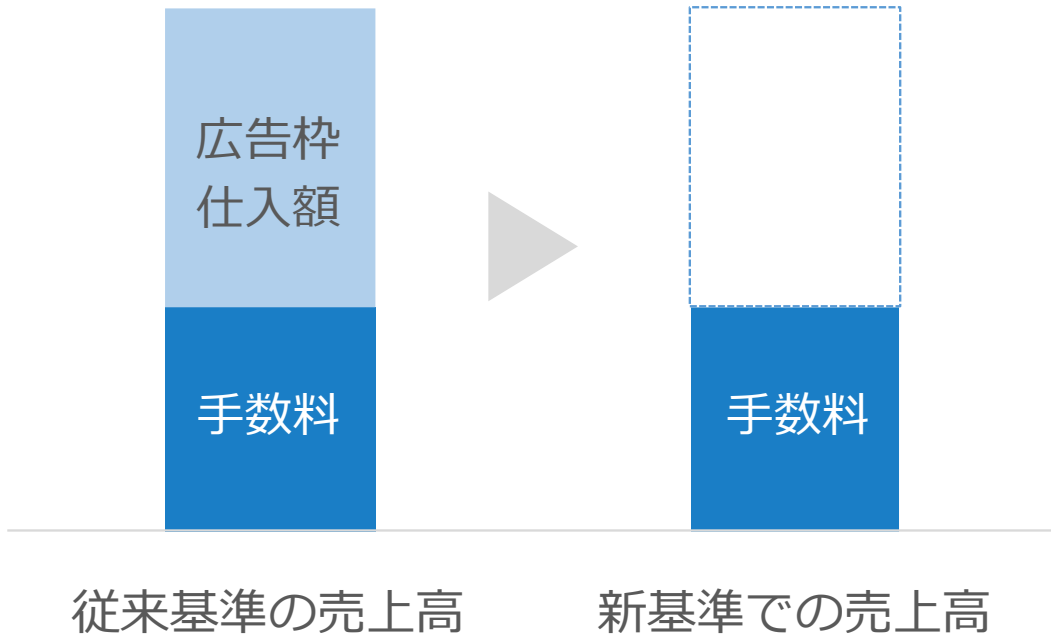 広告枠
仕入額
手数料
手数料
従来基準の売上高
新基準での売上高